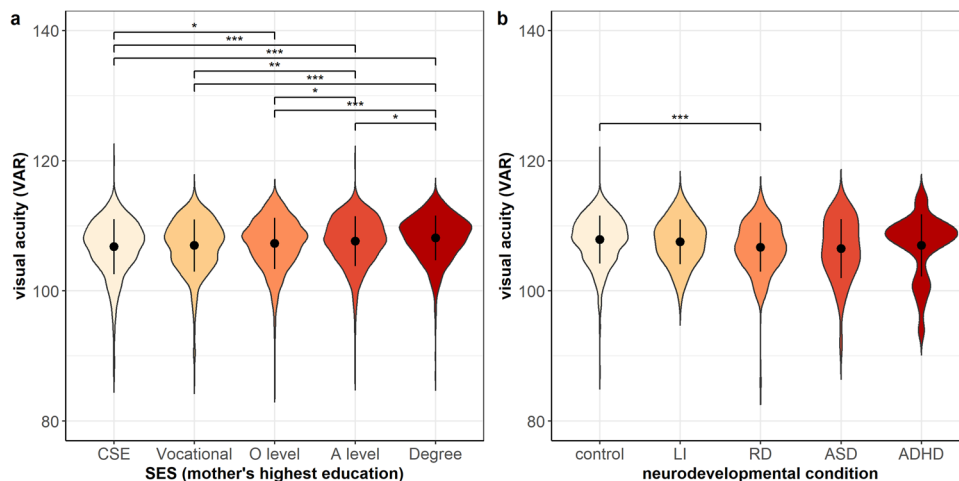 a
visual acuity (VAR)
140
120
100
80
*
***
***
**
***
*
***
*
CSE Vocational O level A level Degree
SES (mother's highest education)
b
visual acuity (VAR)
140
120
100
80
***
control LI RD ASD ADHD
neurodevelopmental condition